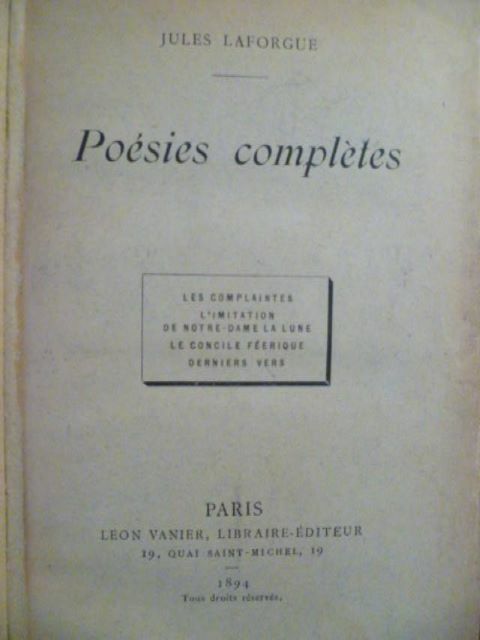 JULES LAFORGUE
Poésies complètes
LES COMPLAINTES
L'IMITATION
DE NOTRE-DAME LA LUNE
LE CONCILE FÉERIQUE
DERNIERS VERS
PARIS
LÉON VANIER, LIBRAIRE-ÉDITEUR
19, QUAI SAINT-MICHEL, 19
1894
Tous droits réservés.